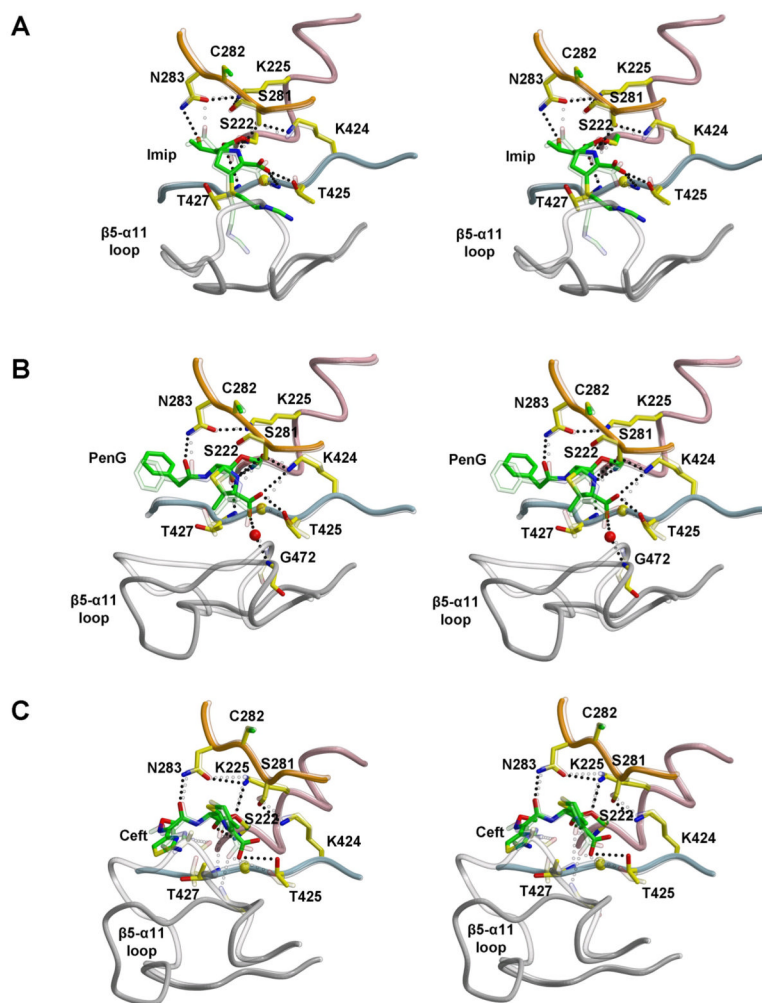 A
C282
N283
K225
S281
S222
K424
Imip
T427
T425
β5-α11
loop
C282
N283
K225
S281
S222
K424
Imip
T427
T425
β5-α11
loop
B
C282
N283
K225
S281
S222
PenG
K424
T427
T425
G472
β5-α11
loop
C282
N283
K225
S281
S222
PenG
K424
T427
T425
G472
β5-α11
loop
C
C282
N283
K225
S281
S222
Ceft
K424
T427
T425
β5-α11
loop
C282
N283
K225
S281
S222
Ceft
K424
T427
T425
β5-α11
loop